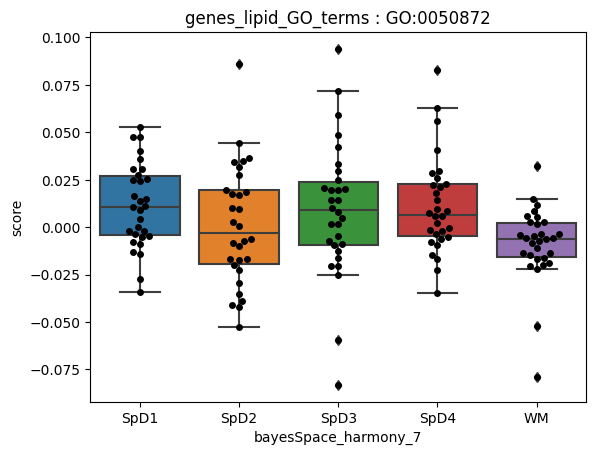 genes_lipid_GO_terms : GO:0050872
0.100
0.075
0.050
0.025
0.000
−0.025
−0.050
−0.075
score
SpD1 SpD2 SpD3 SpD4 WM
bayesSpace_harmony_7